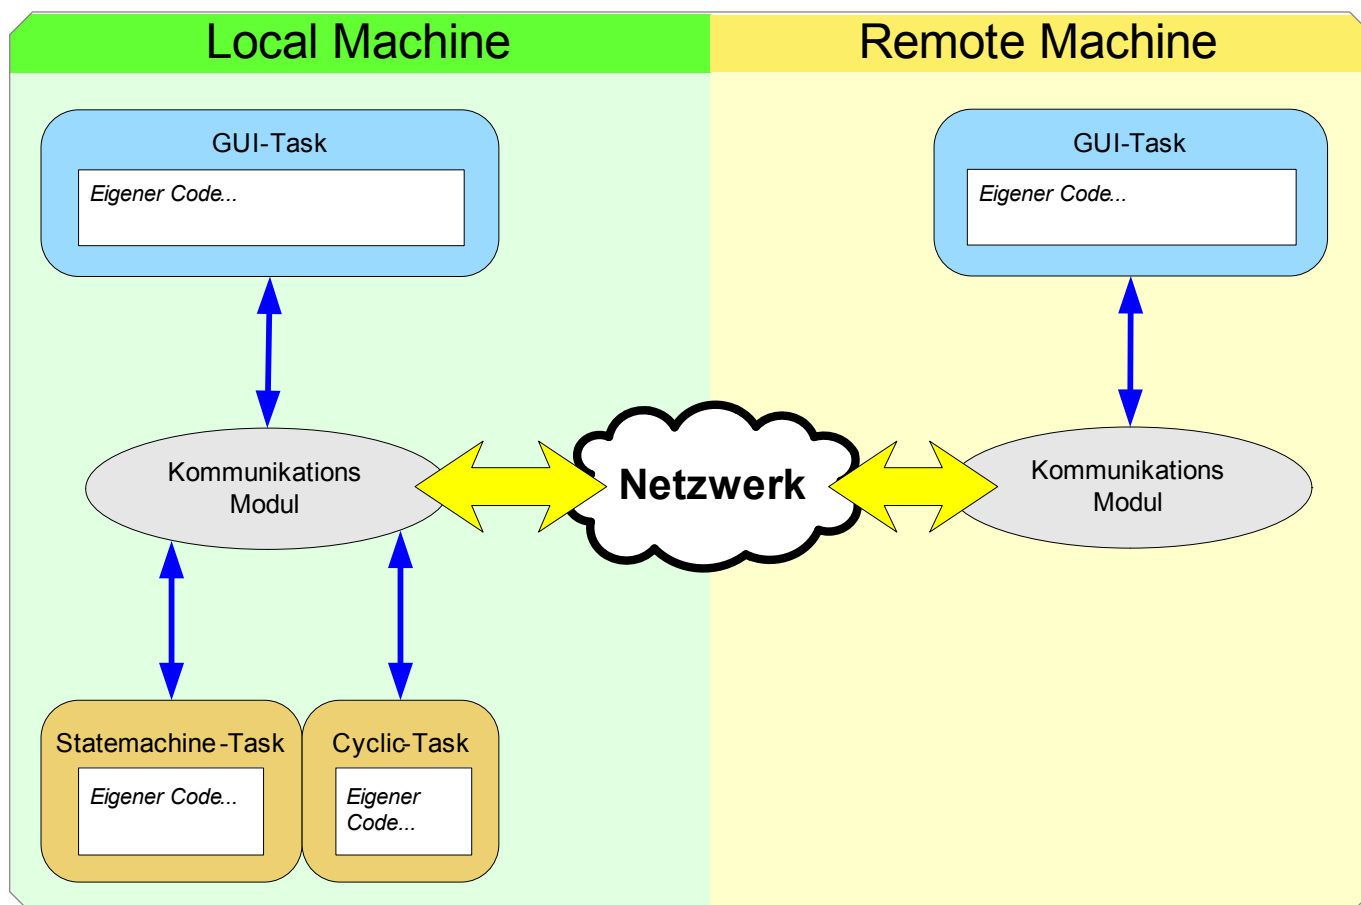 Local Machine
Remote Machine
GUI-Task
Eigener Code...
GUI-Task
Eigener Code...
Kommunikations
Modul
Netzwerk
Kommunikations
Modul
Statemachine-Task
Eigener Code...
Cyclic-Task
Eigener
Code...